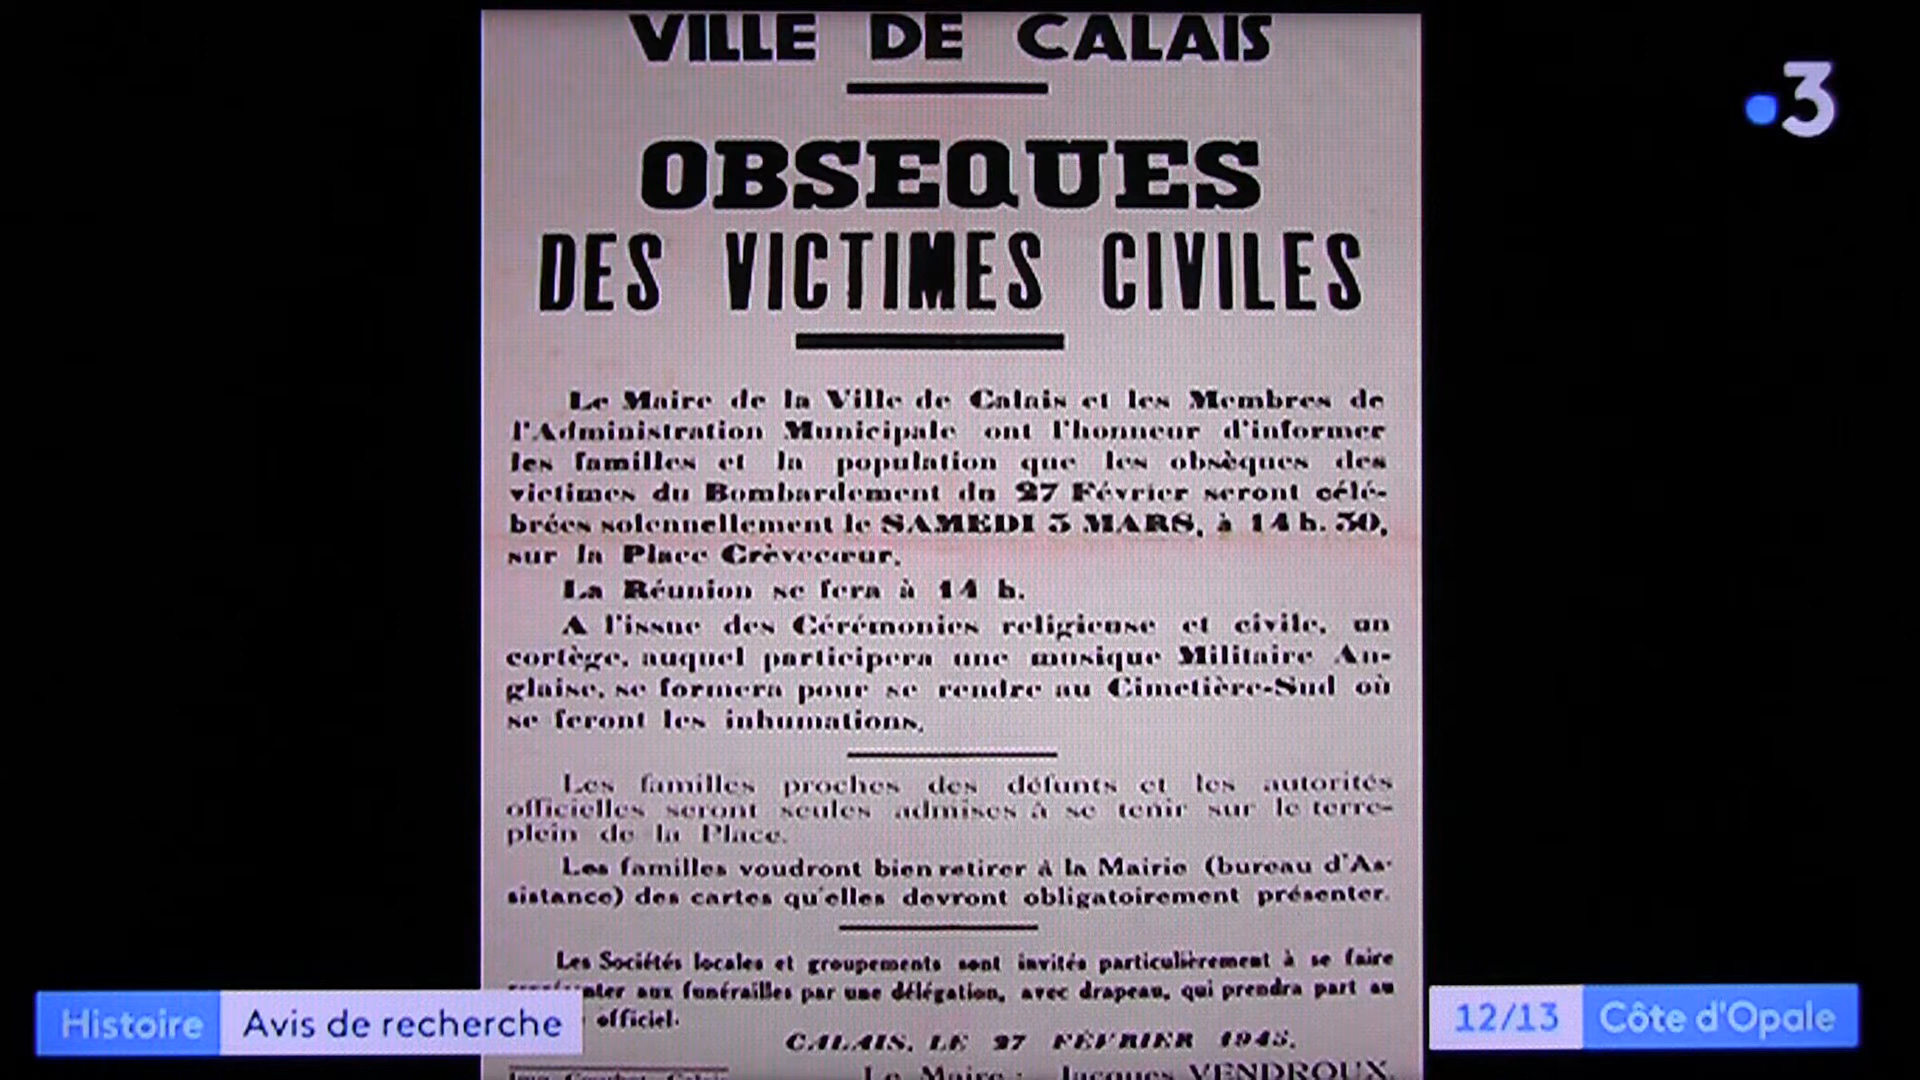 VILLE DE CALAIS
3
OBSEQUES
DES VICTIMES CIVILES
Le Maire de la Ville de Calais et les Membres de
l'Administration Municipale ont l'honneur d'informer
les familles et la population que les obsèques des
victimes du Bombardement du 27 Février seront célé-
brées solennellement le SAMEDI 3 MARS, à 14 h. 30,
sur la Place Crèvecœur.
La Réunion se fera à 14 h.
A l'issue des Cérémonies religieuse et civile, un
cortège, auquel participera une musique Militaire An-
glaise, se formera pour se rendre au Cimetière-Sud où
se feront les inhumations.
Les familles proches des défunts et les autorités
officielles seront seules admises à se tenir sur le terre-
plein de la Place.
Les familles voudront bien retirer à la Mairie (bureau d'As-
sistance) des cartes qu'elles devront obligatoirement présenter.
Les Sociétés locales et groupements sont invités particulièrement à se faire
représenter aux funérailles par une délégation, avec drapeau, qui prendra part au
officiel.
CALAIS, LE 27 FÉVRIER 1945.
Le Maire : Jacques VENDROUX.
Histoire Avis de recherche
12/13 Côte d'Opale